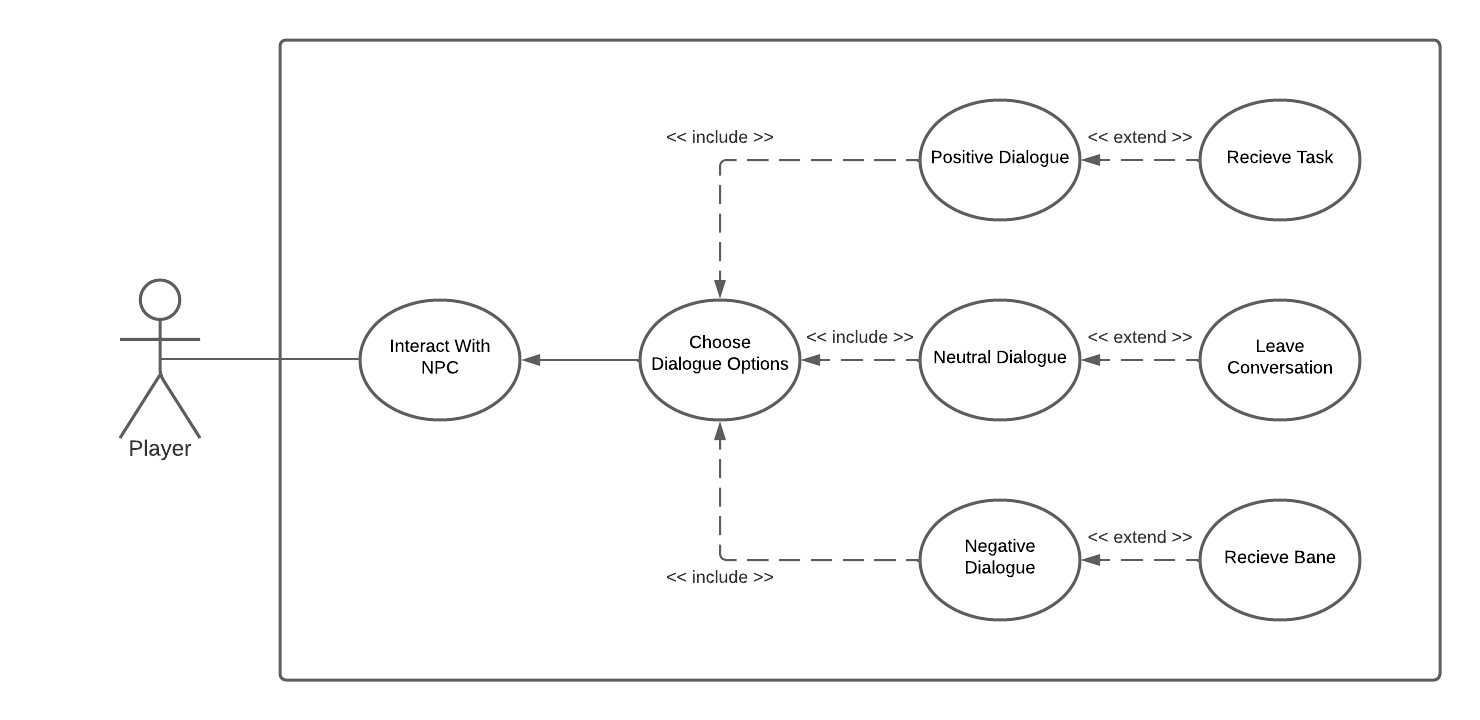 << include >>
Positive Dialogue
<< extend >>
Recieve Task
Player
Interact With
NPC
Choose
Dialogue Options
<< include >>
Neutral Dialogue
<< extend >>
Leave
Conversation
<< include >>
Negative
Dialogue
<< extend >>
Recieve Bane